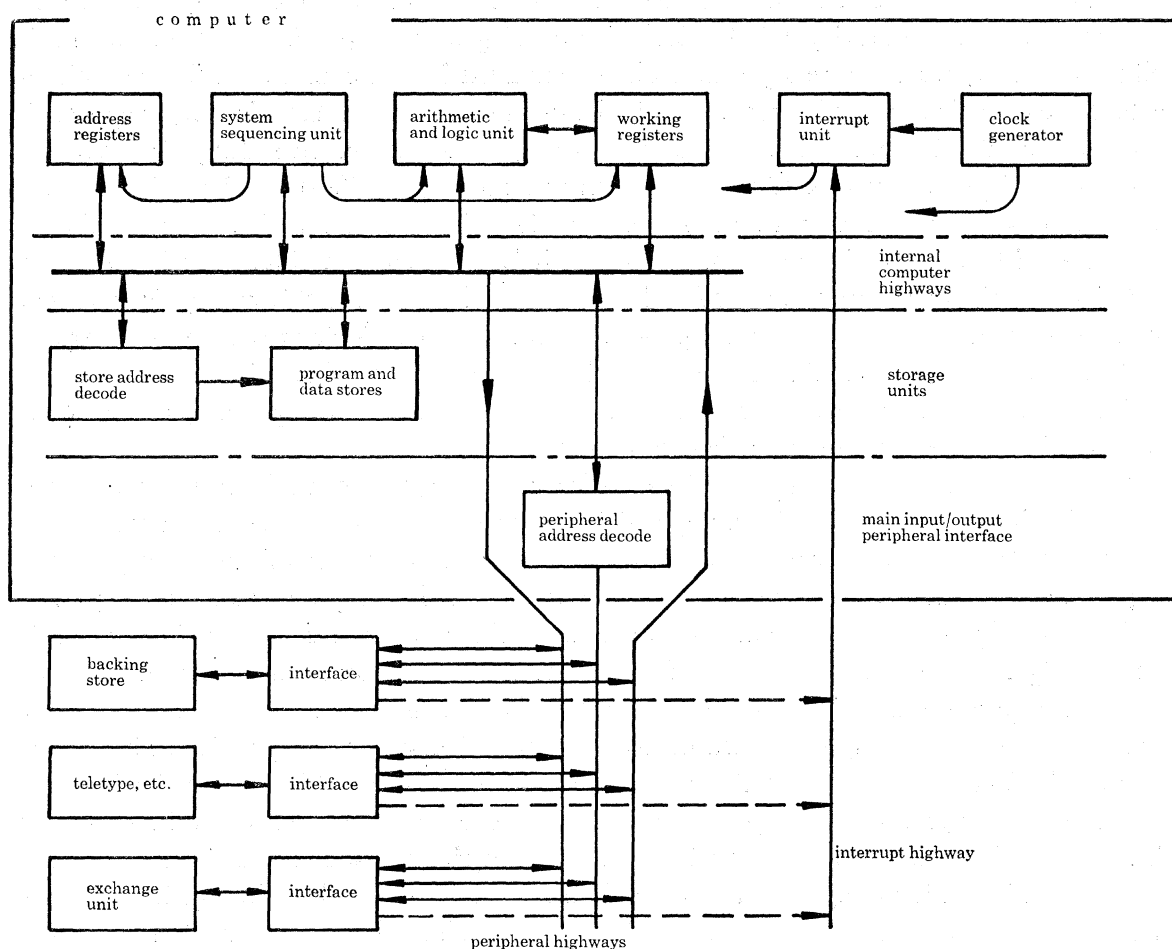 computer
address
registers
system
sequencing unit
arithmetic
and logic unit
working
registers
interrupt
unit
clock
generator
internal
computer
highways
store address
decode
program and
data stores
storage
units
peripheral
address decode
main input/output
peripheral interface
backing
store
interface
teletype, etc.
interface
interrupt highway
exchange
unit
interface
peripheral highways